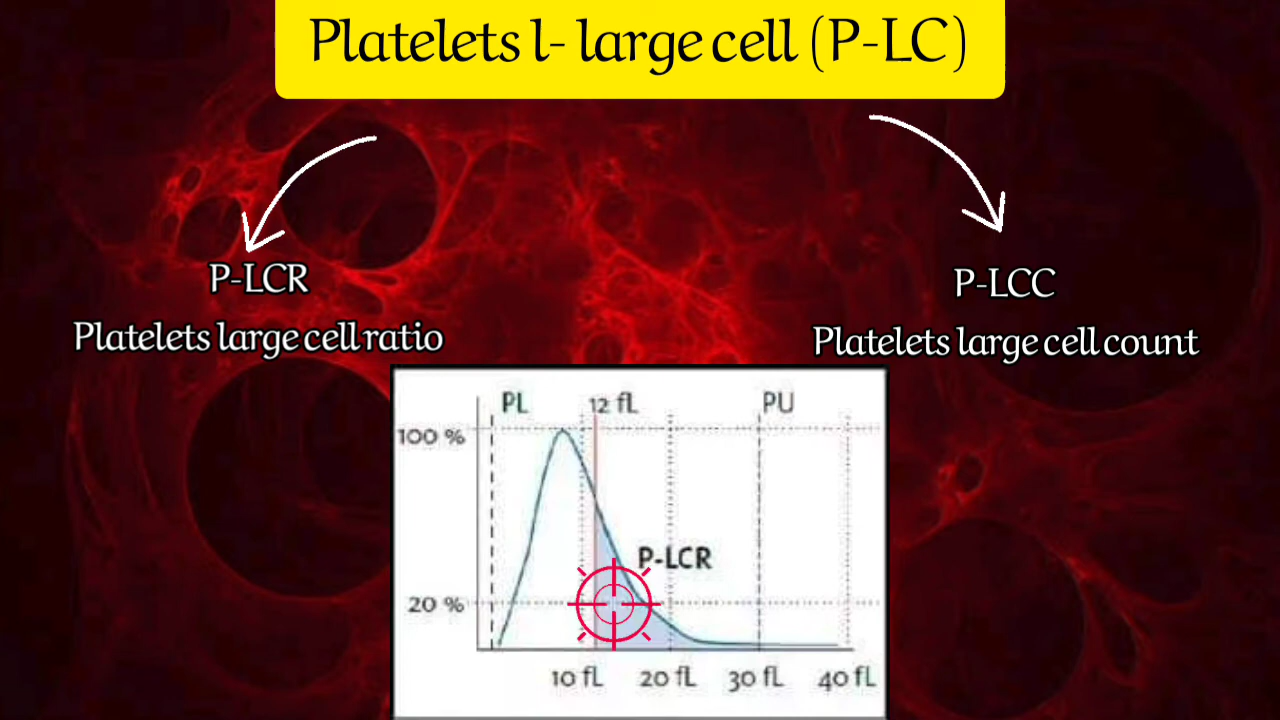 Platelets l- large cell (P-LC)
P-LCR
Platelets large cell ratio
P-LCC
Platelets large cell count
PL 12 fL PU
100 %
P-LCR
20 %
10 fL 20 fL 30 fL 40 fL